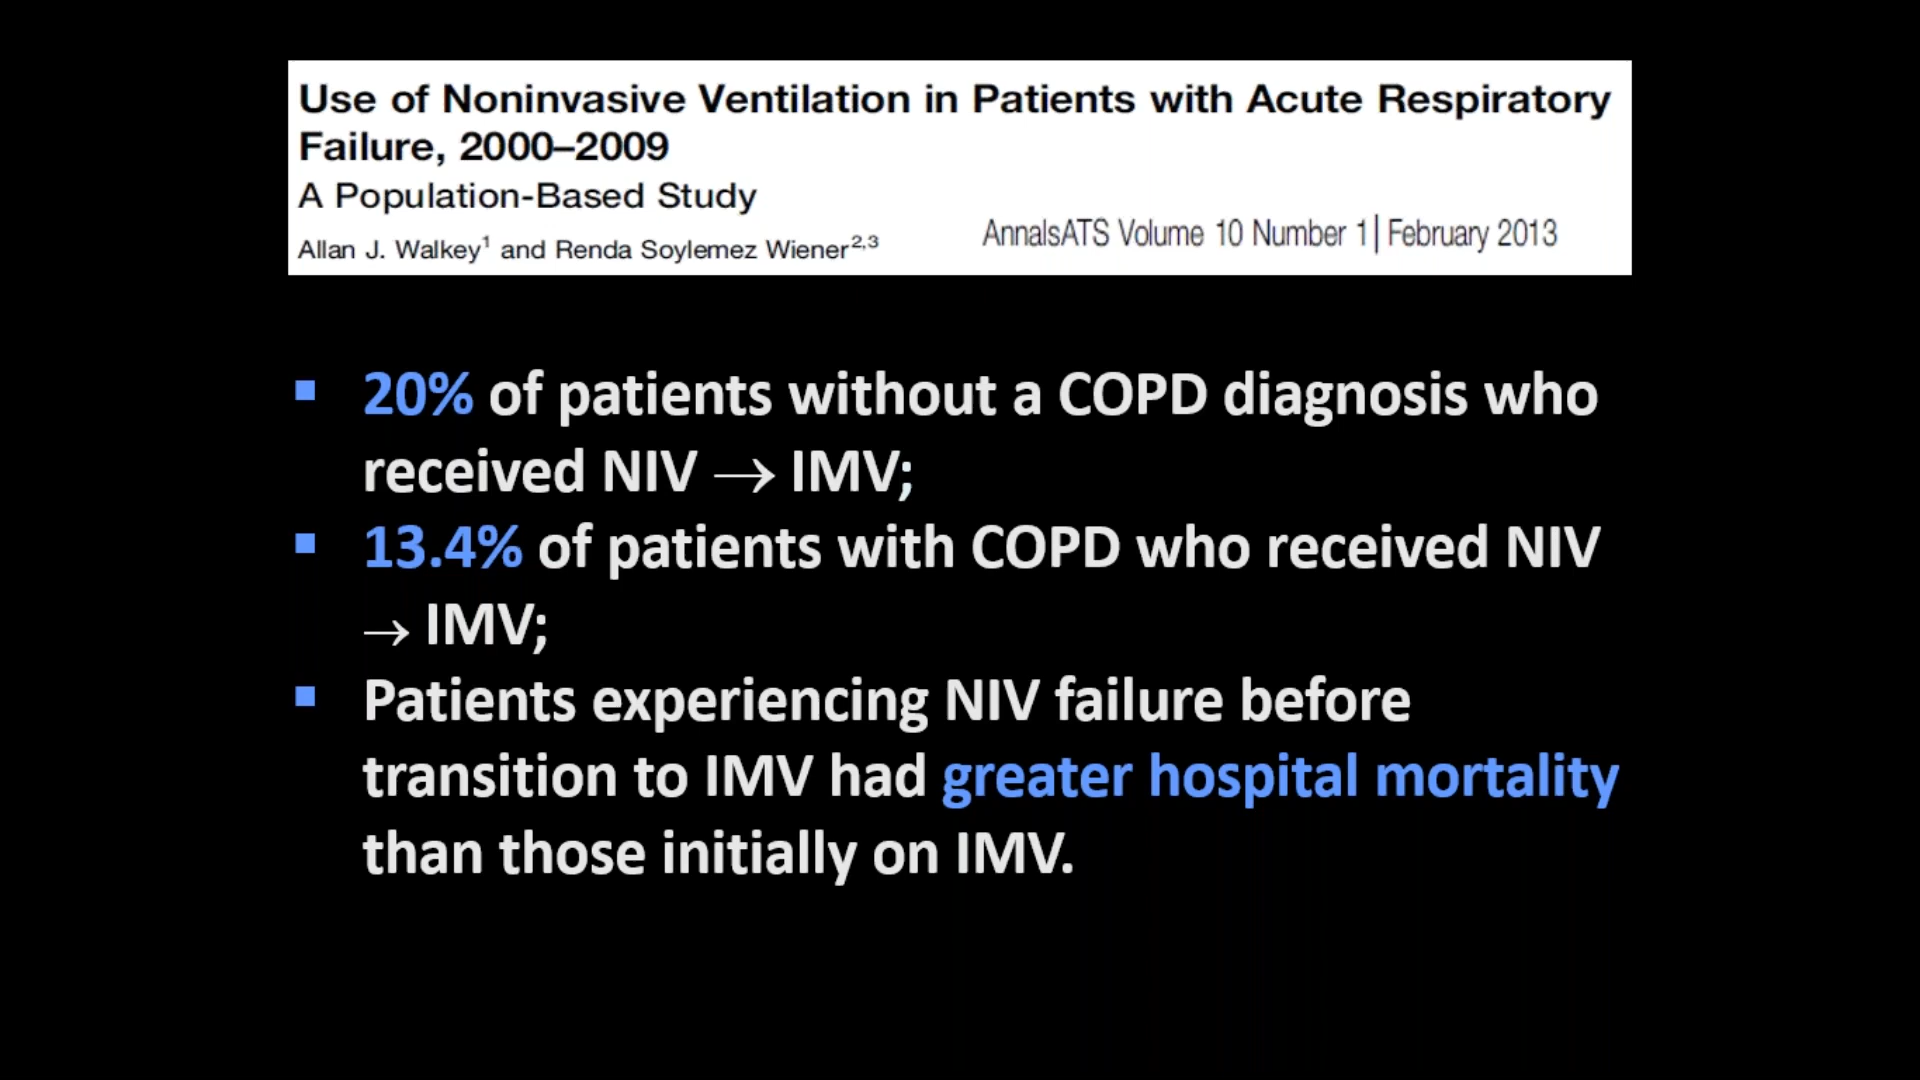 Use of Noninvasive Ventilation in Patients with Acute Respiratory
Failure, 2000–2009
A Population-Based Study
Allan J. Walkey1 and Renda Soylemez Wiener2,3
AnnalsATS Volume 10 Number 1| February 2013
▪ 20% of patients without a COPD diagnosis who
received NIV → IMV;
▪ 13.4% of patients with COPD who received NIV
→ IMV;
▪ Patients experiencing NIV failure before
transition to IMV had greater hospital mortality
than those initially on IMV.